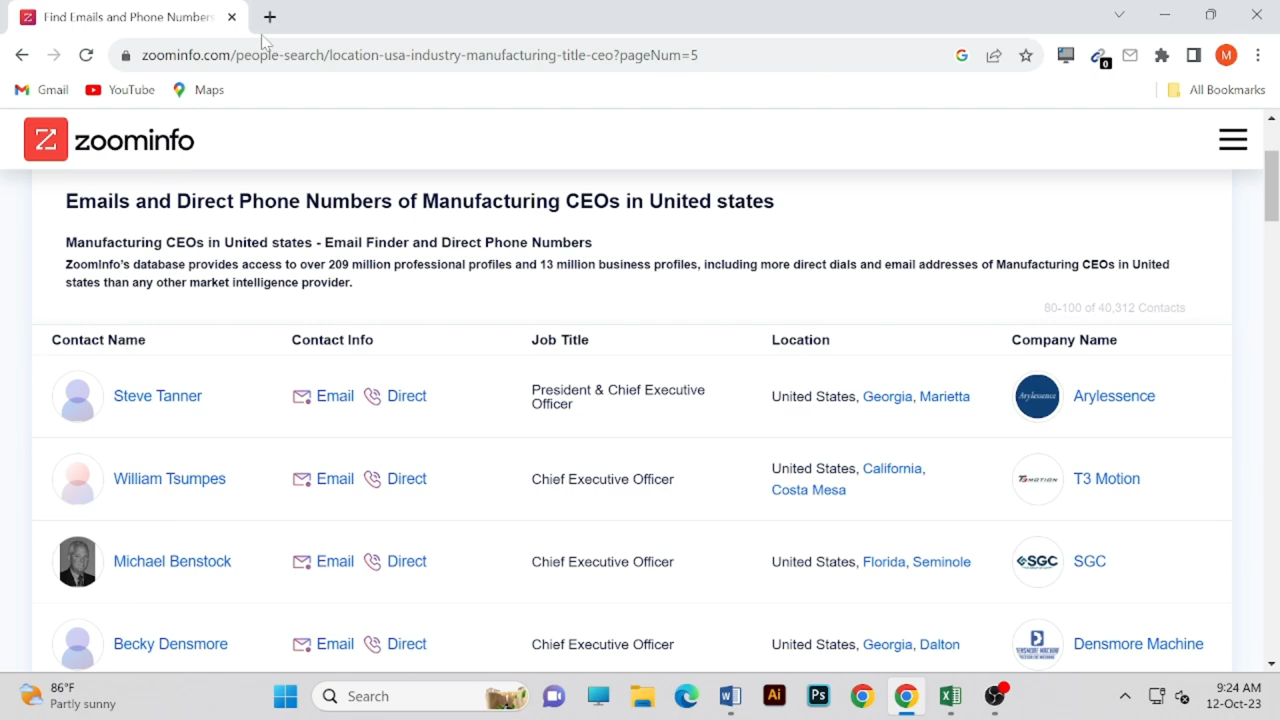 Find Emails and Phone Numbers
zoominfo.com/people-search/location-usa-industry-manufacturing-title-ceo?pageNum=5
0
M
Gmail
YouTube
Maps
All Bookmarks
zoominfo
Emails and Direct Phone Numbers of Manufacturing CEOs in United states
Manufacturing CEOs in United states - Email Finder and Direct Phone Numbers
ZoomInfo's database provides access to over 209 million professional profiles and 13 million business profiles, including more direct dials and email addresses of Manufacturing CEOs in United
states than any other market intelligence provider.
80-100 of 40,312 Contacts
Contact Name Contact Info Job Title Location Company Name
Steve Tanner Email Direct President & Chief Executive
Officer
United States, Georgia, Marietta
Arylessence
Arylessence
William Tsumpes Email Direct Chief Executive Officer
United States, California,
Costa Mesa
T3 MOTION
T3 Motion
Michael Benstock Email Direct Chief Executive Officer United States, Florida, Seminole
SGC
SGC
Becky Densmore Email Direct Chief Executive Officer United States, Georgia, Dalton
Densmore Machine
86°F
Partly sunny
Search
W
Ai
Ps
9:24 AM
12-Oct-23